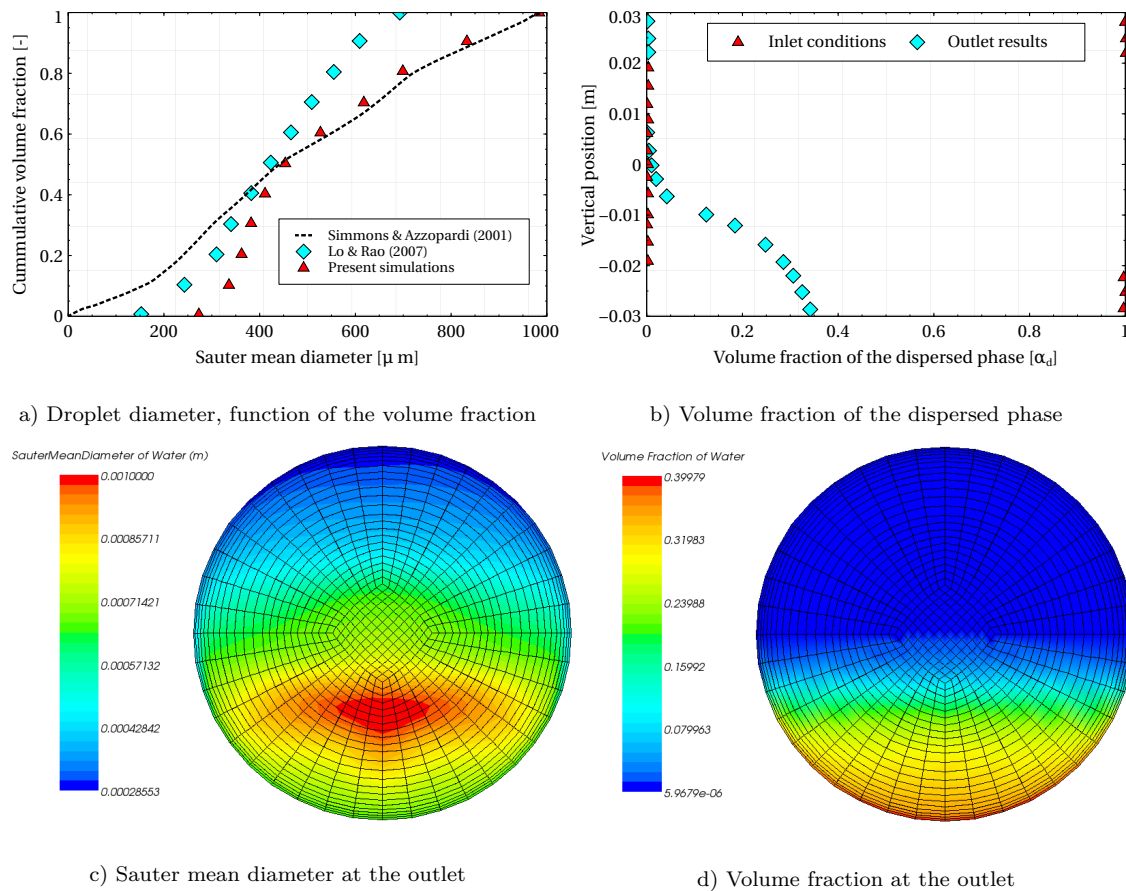 1
0.8
0.6
0.4
0.2
0
Cummulative volume fraction [-]
0 200 400 600 800 1000
Sauter mean diameter [μ m]
Simmons & Azzopardi (2001)
Lo & Rao (2007)
Present simulations
a) Droplet diameter, function of the volume fraction
0.03
0.02
0.01
0
−0.01
−0.02
−0.03
Vertical position [m]
0 0.2 0.4 0.6 0.8 1
Volume fraction of the dispersed phase [αd]
Inlet conditions Outlet results
b) Volume fraction of the dispersed phase
SauterMeanDiameter of Water (m)
0.0010000
0.00085711
0.00071421
0.00057132
0.00042842
0.00028553
c) Sauter mean diameter at the outlet
Volume Fraction of Water
0.39979
0.31983
0.23988
0.15992
0.079963
5.9679e-06
d) Volume fraction at the outlet